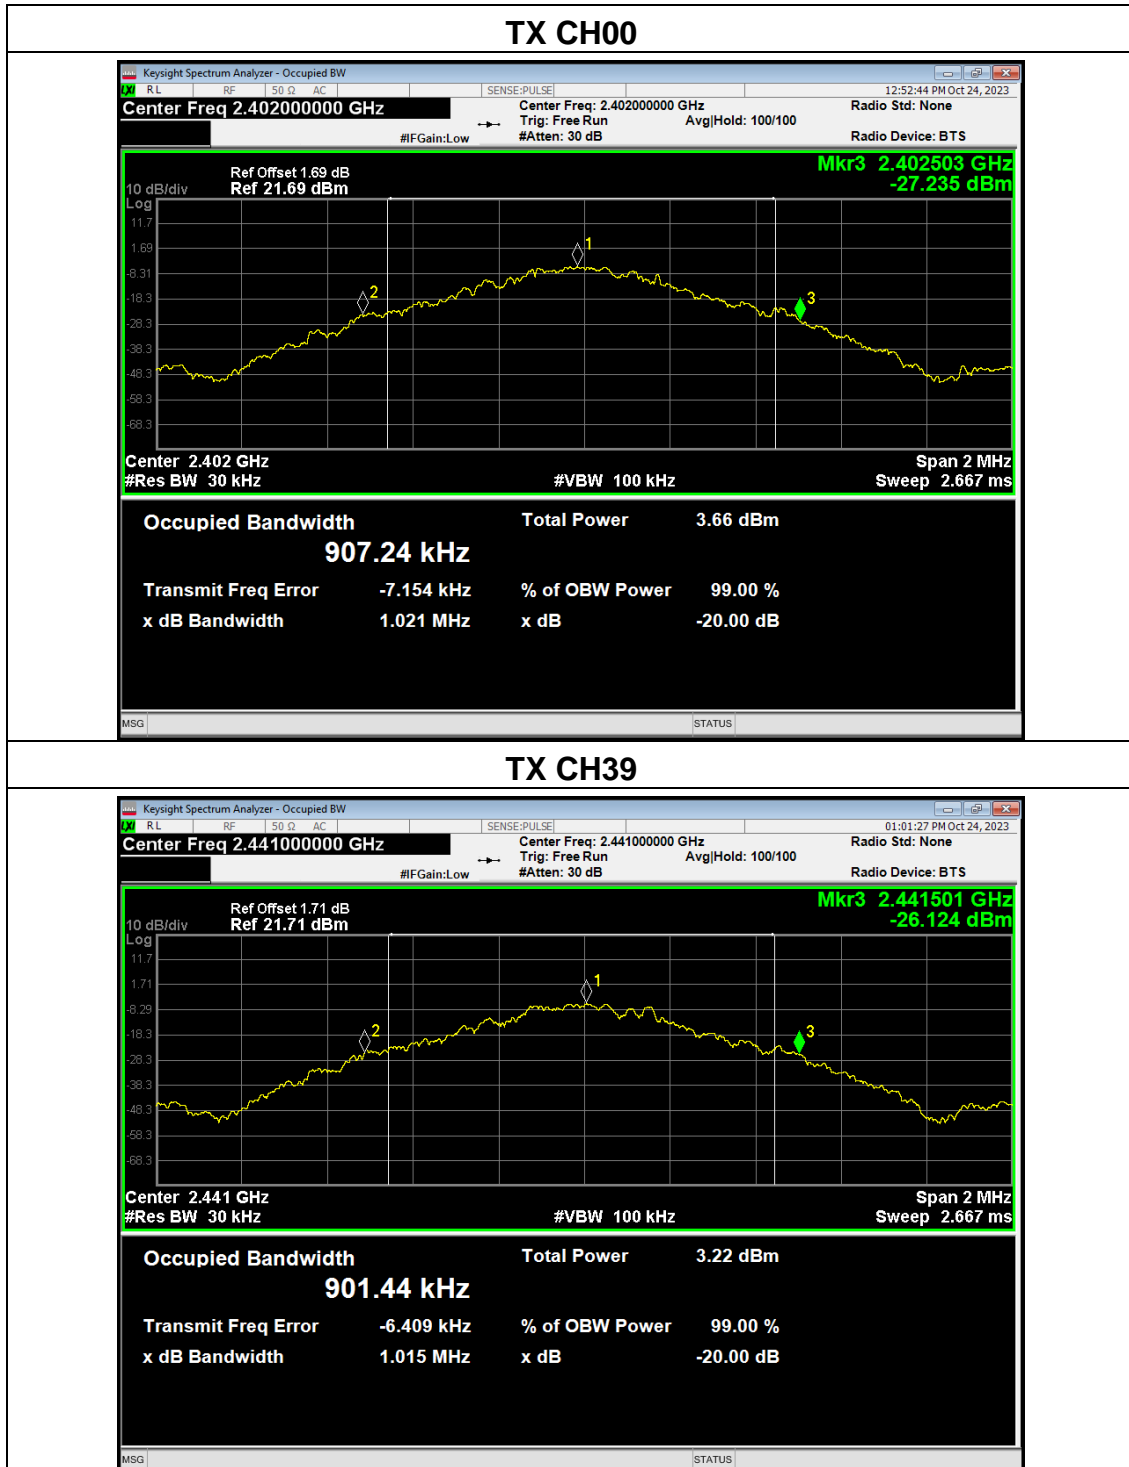 TX CH00
Keysight Spectrum Analyzer - Occupied BW
LXI RL RF 50 Ω AC SENSE:PULSE 12:52:44 PM Oct 24, 2023
Center Freq 2.402000000 GHz Center Freq: 2.402000000 GHz Radio Std: None
Trig: Free Run Avg|Hold: 100/100
#IFGain:Low #Atten: 30 dB Radio Device: BTS
Mkr3 2.402503 GHz
-27.235 dBm
Ref Offset 1.69 dB
10 dB/div Ref 21.69 dBm
Log
11.7
1.69
-8.31
-18.3
-28.3
-38.3
-48.3
-58.3
-68.3
1
2
3
Center 2.402 GHz Span 2 MHz
#Res BW 30 kHz #VBW 100 kHz Sweep 2.667 ms
Occupied Bandwidth Total Power 3.66 dBm
907.24 kHz
Transmit Freq Error -7.154 kHz % of OBW Power 99.00 %
x dB Bandwidth 1.021 MHz x dB -20.00 dB
MSG STATUS
TX CH39
Keysight Spectrum Analyzer - Occupied BW
LXI RL RF 50 Ω AC SENSE:PULSE 01:01:27 PM Oct 24, 2023
Center Freq 2.441000000 GHz Center Freq: 2.441000000 GHz Radio Std: None
Trig: Free Run Avg|Hold: 100/100
#IFGain:Low #Atten: 30 dB Radio Device: BTS
Mkr3 2.441501 GHz
-26.124 dBm
Ref Offset 1.71 dB
10 dB/div Ref 21.71 dBm
Log
11.7
1.71
-8.29
-18.3
-28.3
-38.3
-48.3
-58.3
-68.3
1
2
3
Center 2.441 GHz Span 2 MHz
#Res BW 30 kHz #VBW 100 kHz Sweep 2.667 ms
Occupied Bandwidth Total Power 3.22 dBm
901.44 kHz
Transmit Freq Error -6.409 kHz % of OBW Power 99.00 %
x dB Bandwidth 1.015 MHz x dB -20.00 dB
MSG STATUS